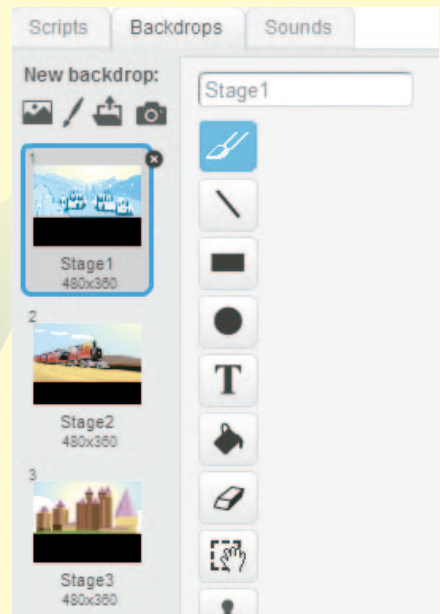 Scripts Backdrops Sounds
New backdrop:
Stage1
1
Stage1
480x360
2
Stage2
480x360
3
Stage3
480x360
T